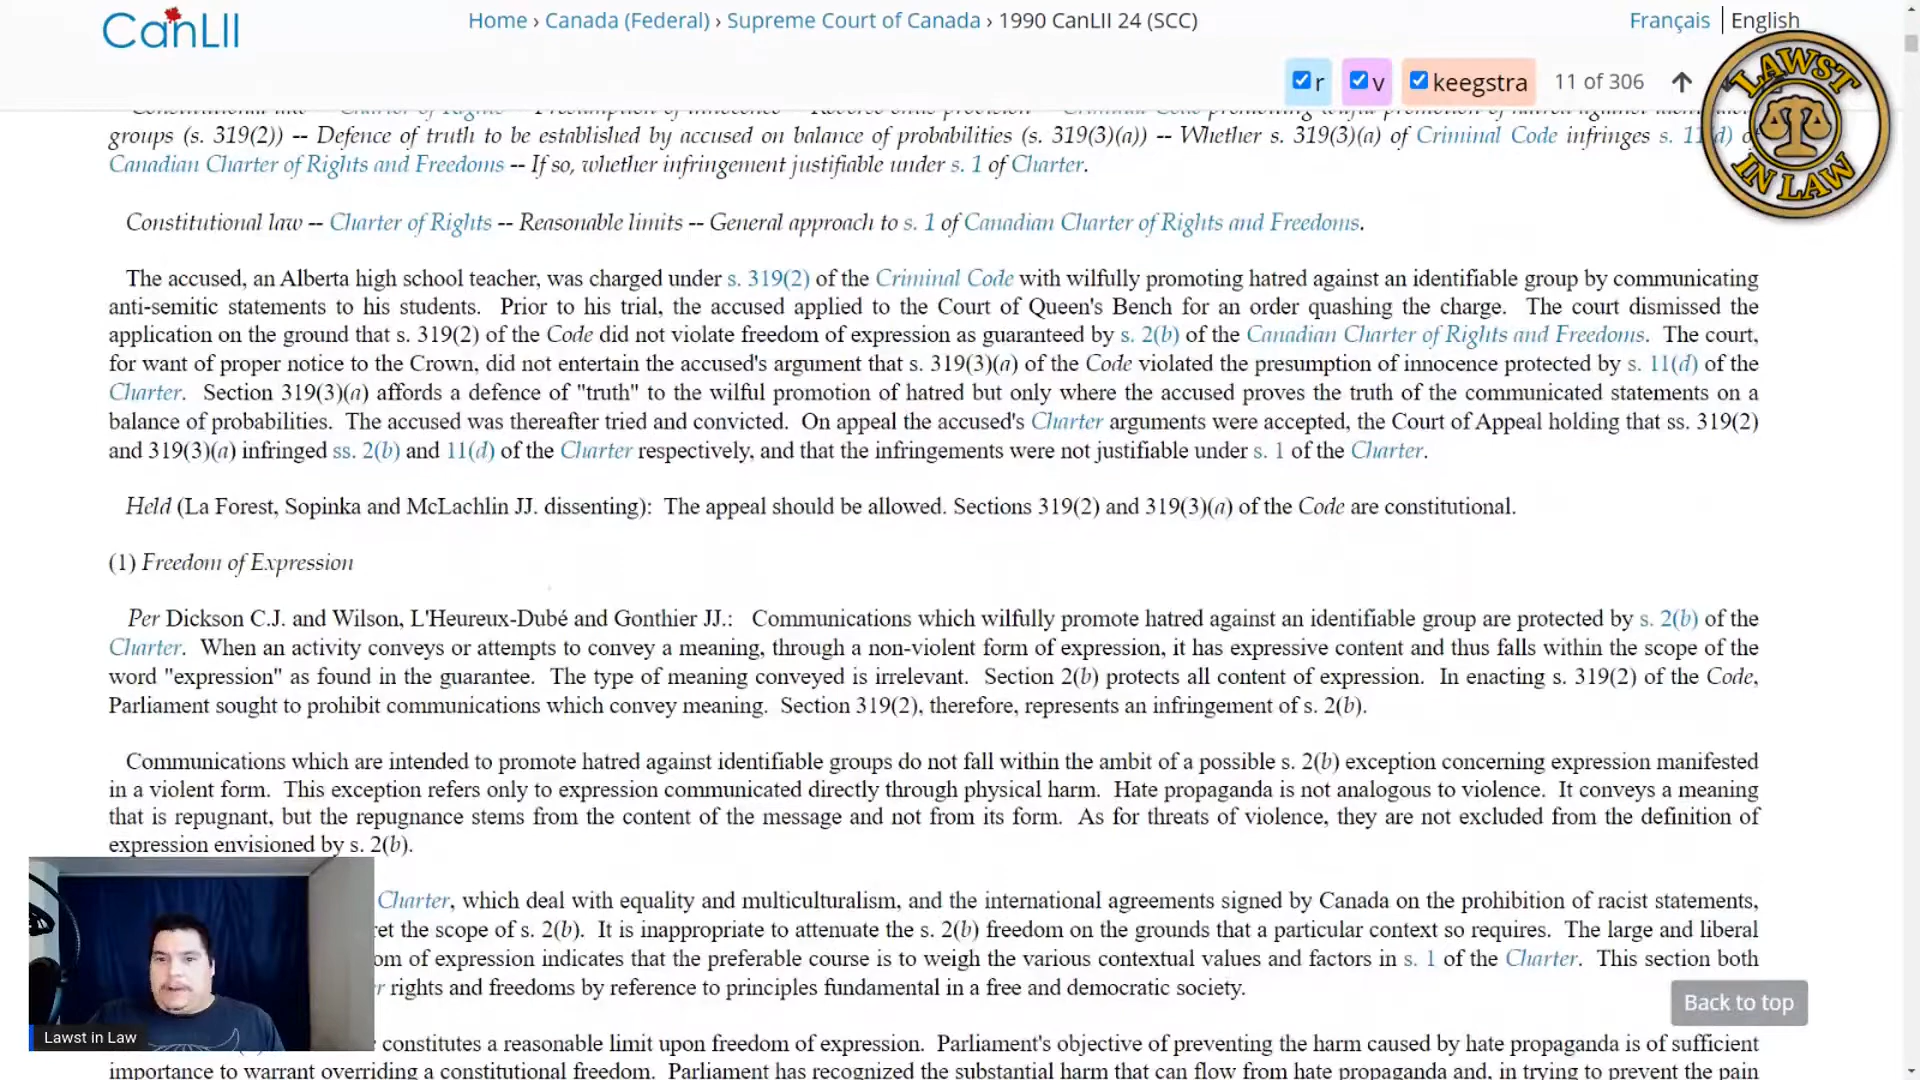 CanLII
Home › Canada (Federal) › Supreme Court of Canada › 1990 CanLII 24 (SCC)
Français English
r v keegstra 11 of 306
LAWST
IN LAW
groups (s. 319(2)) -- Defence of truth to be established by accused on balance of probabilities (s. 319(3)(a)) -- Whether s. 319(3)(a) of Criminal Code infringes s. 11(d) of
Canadian Charter of Rights and Freedoms -- If so, whether infringement justifiable under s. 1 of Charter.
Constitutional law -- Charter of Rights -- Reasonable limits -- General approach to s. 1 of Canadian Charter of Rights and Freedoms.
The accused, an Alberta high school teacher, was charged under s. 319(2) of the Criminal Code with wilfully promoting hatred against an identifiable group by communicating
anti-semitic statements to his students. Prior to his trial, the accused applied to the Court of Queen's Bench for an order quashing the charge. The court dismissed the
application on the ground that s. 319(2) of the Code did not violate freedom of expression as guaranteed by s. 2(b) of the Canadian Charter of Rights and Freedoms. The court,
for want of proper notice to the Crown, did not entertain the accused's argument that s. 319(3)(a) of the Code violated the presumption of innocence protected by s. 11(d) of the
Charter. Section 319(3)(a) affords a defence of "truth" to the wilful promotion of hatred but only where the accused proves the truth of the communicated statements on a
balance of probabilities. The accused was thereafter tried and convicted. On appeal the accused's Charter arguments were accepted, the Court of Appeal holding that ss. 319(2)
and 319(3)(a) infringed ss. 2(b) and 11(d) of the Charter respectively, and that the infringements were not justifiable under s. 1 of the Charter.
Held (La Forest, Sopinka and McLachlin JJ. dissenting): The appeal should be allowed. Sections 319(2) and 319(3)(a) of the Code are constitutional.
(1) Freedom of Expression
Per Dickson C.J. and Wilson, L'Heureux-Dubé and Gonthier JJ.: Communications which wilfully promote hatred against an identifiable group are protected by s. 2(b) of the
Charter. When an activity conveys or attempts to convey a meaning, through a non-violent form of expression, it has expressive content and thus falls within the scope of the
word "expression" as found in the guarantee. The type of meaning conveyed is irrelevant. Section 2(b) protects all content of expression. In enacting s. 319(2) of the Code,
Parliament sought to prohibit communications which convey meaning. Section 319(2), therefore, represents an infringement of s. 2(b).
Communications which are intended to promote hatred against identifiable groups do not fall within the ambit of a possible s. 2(b) exception concerning expression manifested
in a violent form. This exception refers only to expression communicated directly through physical harm. Hate propaganda is not analogous to violence. It conveys a meaning
that is repugnant, but the repugnance stems from the content of the message and not from its form. As for threats of violence, they are not excluded from the definition of
expression envisioned by s. 2(b).
Charter, which deal with equality and multiculturalism, and the international agreements signed by Canada on the prohibition of racist statements,
et the scope of s. 2(b). It is inappropriate to attenuate the s. 2(b) freedom on the grounds that a particular context so requires. The large and liberal
om of expression indicates that the preferable course is to weigh the various contextual values and factors in s. 1 of the Charter. This section both
r rights and freedoms by reference to principles fundamental in a free and democratic society.
Back to top
Lawst in Law
constitutes a reasonable limit upon freedom of expression. Parliament's objective of preventing the harm caused by hate propaganda is of sufficient
importance to warrant overriding a constitutional freedom. Parliament has recognized the substantial harm that can flow from hate propaganda and, in trying to prevent the pain